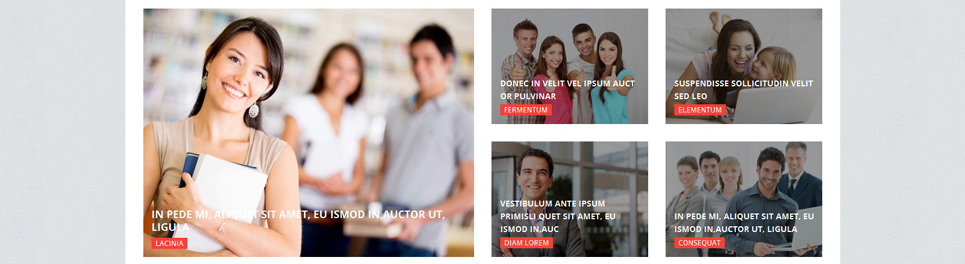 IN PEDE MI, ALIQUET SIT AMET, EU ISMOD IN,AUCTOR UT,
LIGULA
LACINIA
DONEC IN VELIT VEL IPSUM AUCT
OR PULVINAR
FERMENTUM
SUSPENDISSE SOLLICITUDIN VELIT
SED LEO
ELEMENTUM
VESTIBULUM ANTE IPSUM
PRIMISLI QUET SIT AMET, EU
ISMOD IN,AUC
DIAM LOREM
IN PEDE MI, ALIQUET SIT AMET, EU
ISMOD IN,AUCTOR UT, LIGULA
CONSEQUAT